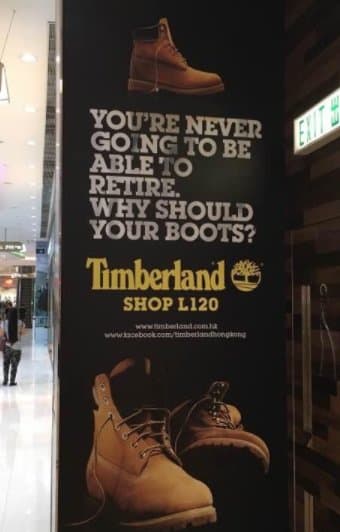 YOU'RE NEVER
GOING TO BE
ABLE TO
RETIRE.
WHY SHOULD
YOUR BOOTS?
Timberland
SHOP L120
www.timberland.com.hk
www.facebook.com/timberlandhongkong
EXIT 出